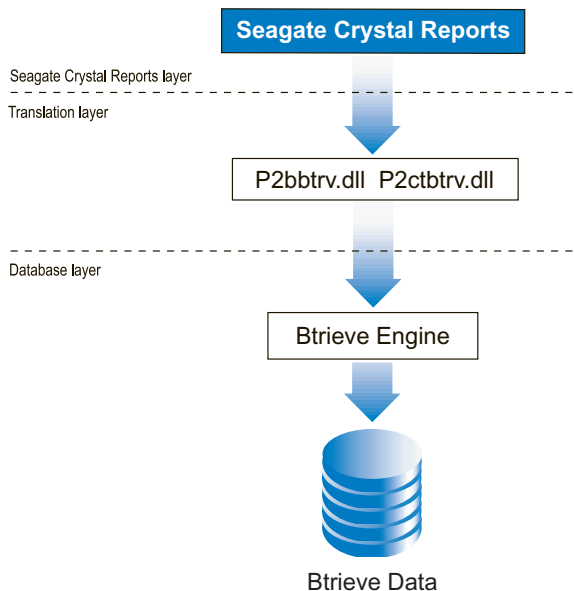 Seagate Crystal Reports
Seagate Crystal Reports layer
Translation layer
P2bbtrv.dll P2ctbtrv.dll
Database layer
Btrieve Engine
Btrieve Data